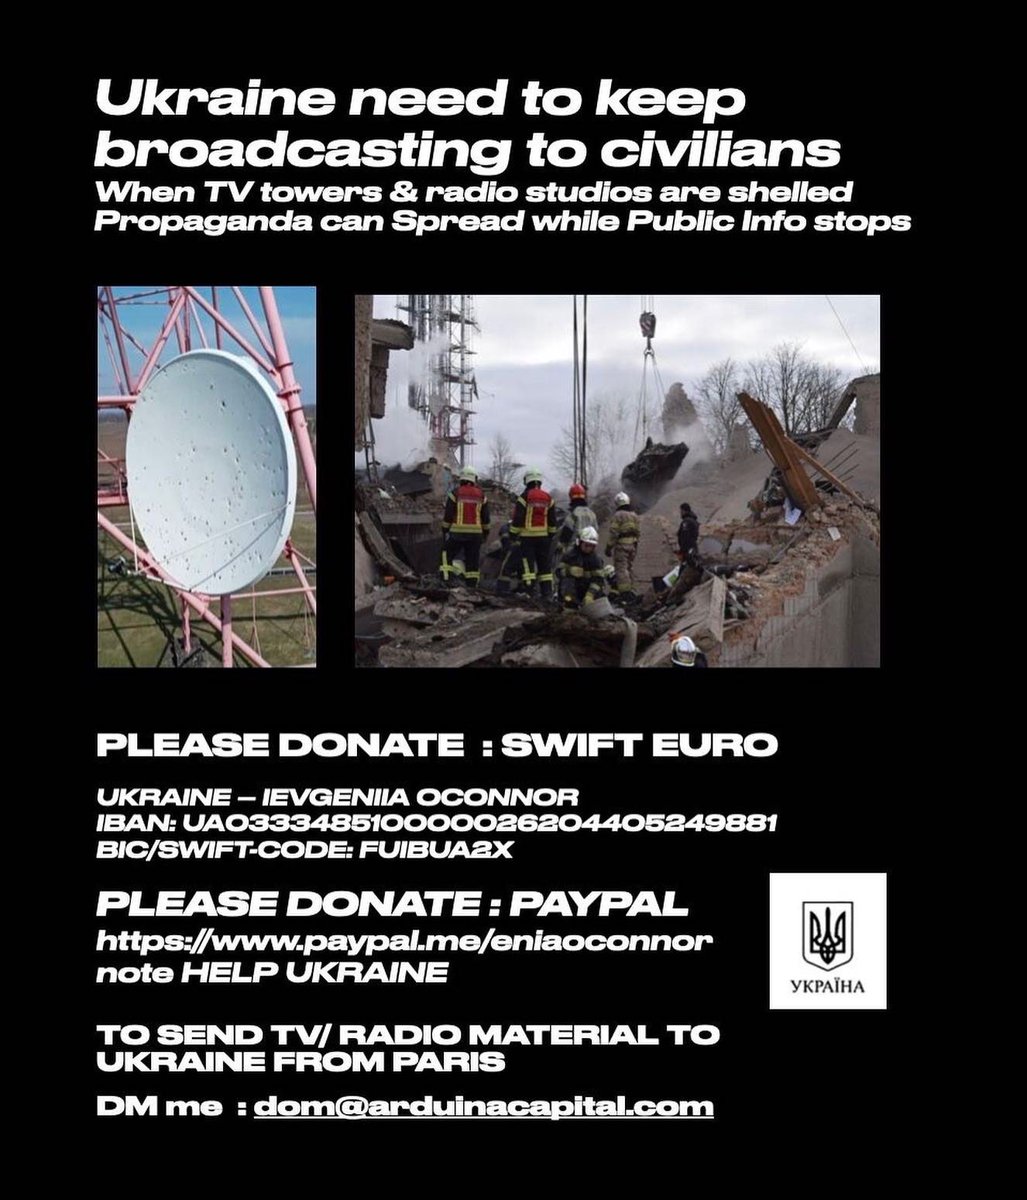 Ukraine need to keep
broadcasting to civilians
When TV towers & radio studios are shelled
Propaganda can Spread while Public Info stops
PLEASE DONATE : SWIFT EURO
UKRAINE – IEVGENIIA OCONNOR
IBAN: UA033348510000026204405249881
BIC/SWIFT-CODE: FUIBUA2X
PLEASE DONATE : PAYPAL
https://www.paypal.me/eniaoconnor
note HELP UKRAINE
УКРАЇНА
TO SEND TV/ RADIO MATERIAL TO
UKRAINE FROM PARIS
DM me : dom@arduinacapital.com